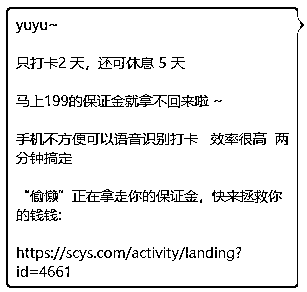 yuyu~
只打卡2 天，还可休息 5 天
马上199的保证金就拿不回来啦 ~
手机不方便可以语音识别打卡 效率很高 两
分钟搞定
“偷懒”正在拿走你的保证金，快来拯救你
的钱钱:
https://scys.com/activity/landing?
id=4661